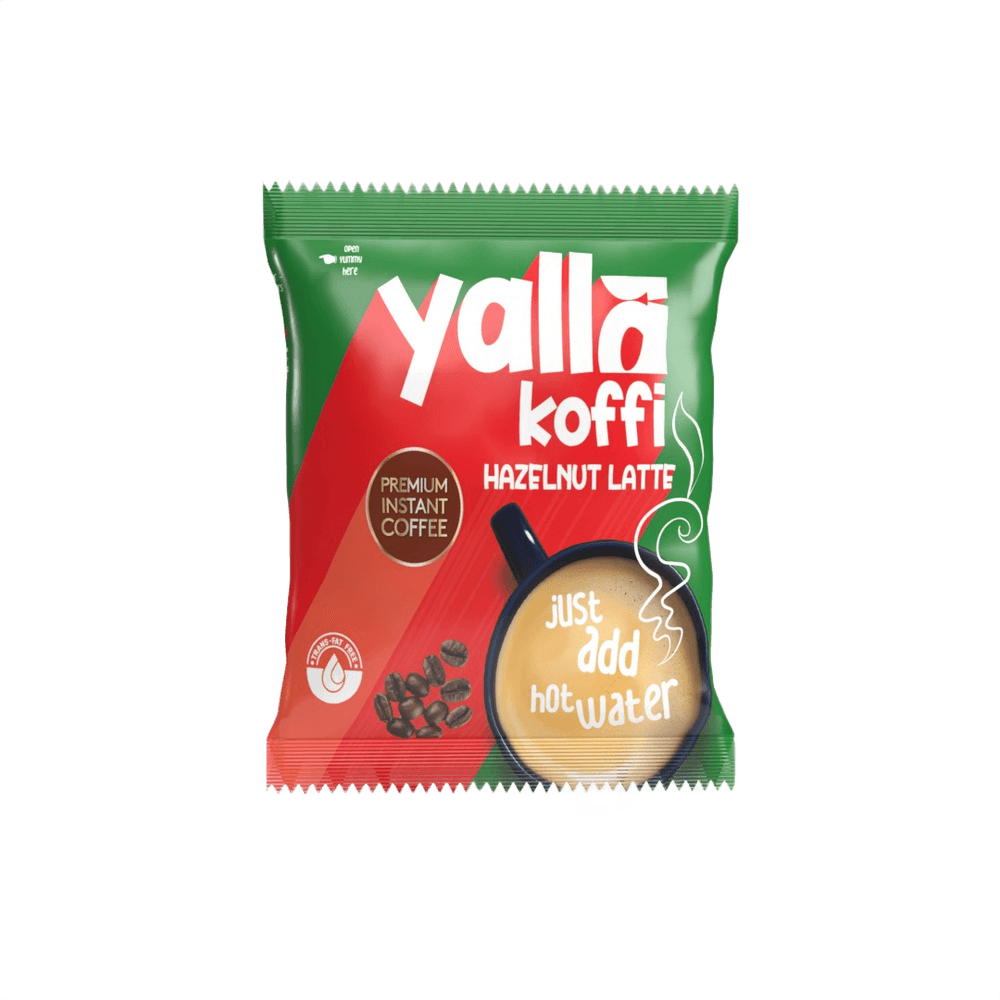 open
yummy
here
yallā
koffi
HAZELNUT LATTE
PREMIUM
INSTANT
COFFEE
TRANS-FAT FREE
just
add
hot water